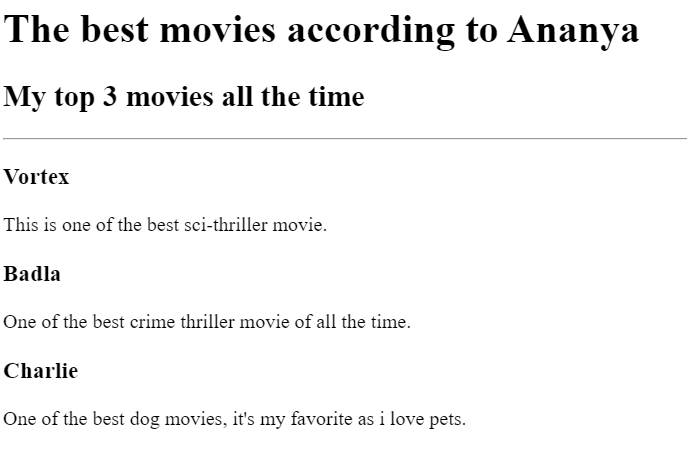 The best movies according to Ananya
My top 3 movies all the time
Vortex
This is one of the best sci-thriller movie.
Badla
One of the best crime thriller movie of all the time.
Charlie
One of the best dog movies, it's my favorite as i love pets.